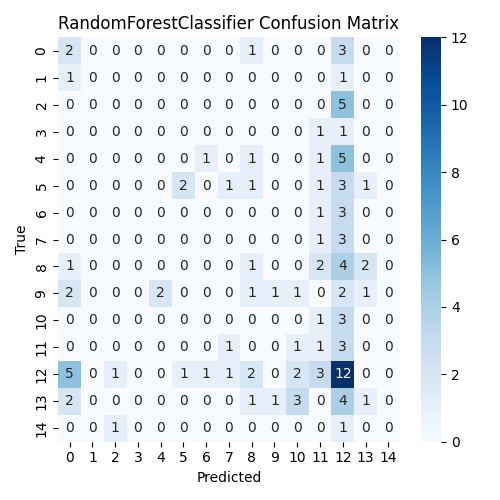 RandomForestClassifier Confusion Matrix
0 2 0 0 0 0 0 0 0 1 0 0 0 3 0 0
1 1 0 0 0 0 0 0 0 0 0 0 0 1 0 0
2 0 0 0 0 0 0 0 0 0 0 0 0 5 0 0
3 0 0 0 0 0 0 0 0 0 0 0 1 1 0 0
4 0 0 0 0 0 0 1 0 1 0 0 1 5 0 0
5 0 0 0 0 0 2 0 1 1 0 0 1 3 1 0
6 0 0 0 0 0 0 0 0 0 0 0 1 3 0 0
7 0 0 0 0 0 0 0 0 0 0 0 1 3 0 0
8 1 0 0 0 0 0 0 0 1 0 0 2 4 2 0
9 2 0 0 0 2 0 0 0 1 1 1 0 2 1 0
10 0 0 0 0 0 0 0 0 0 0 0 1 3 0 0
11 0 0 0 0 0 0 0 1 0 0 1 1 3 0 0
12 5 0 1 0 0 1 1 1 2 0 2 3 12 0 0
13 2 0 0 0 0 0 0 0 1 1 3 0 4 1 0
14 0 0 1 0 0 0 0 0 0 0 0 0 1 0 0
0 1 2 3 4 5 6 7 8 9 10 11 12 13 14
Predicted
True
12
10
8
6
4
2
0